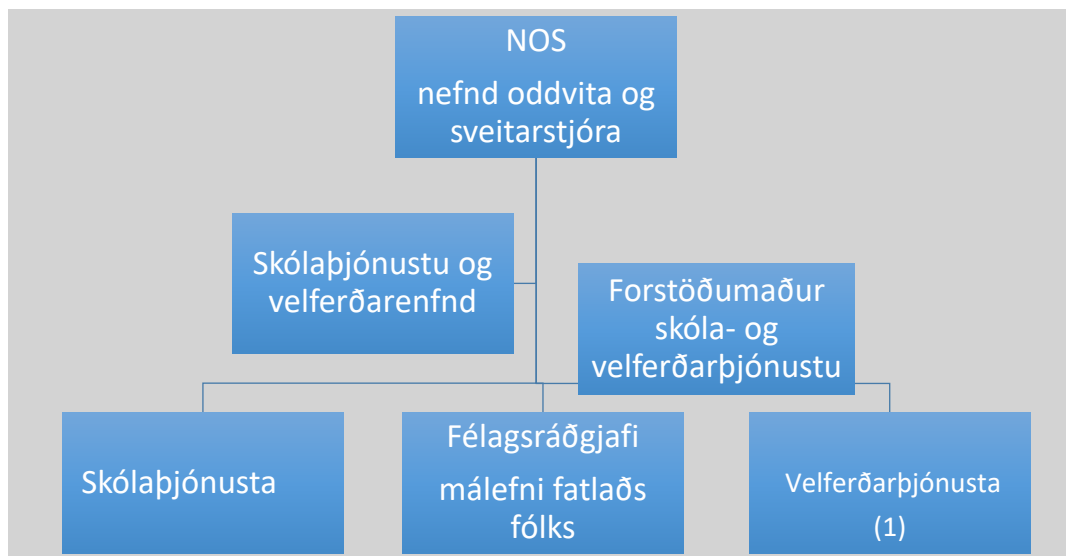 NOS
nefnd oddvita og
sveitarstjóra
Skólaþjónustu og
velferðarenfnd
Forstöðumaður
skóla- og
velferðarþjónustu
Skólaþjónusta
Félagsráðgjafi
málefni fatlaðs
fólks
Velferðarþjónusta
(1)